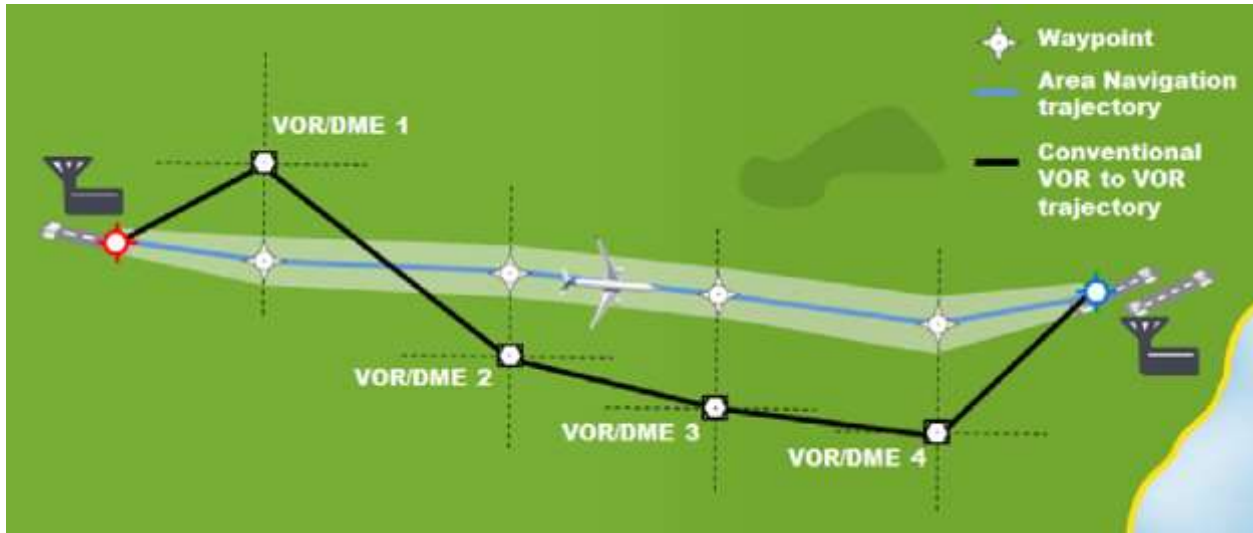 Waypoint
Area Navigation
trajectory
VOR/DME 1
Conventional
VOR to VOR
trajectory
VOR/DME 2
VOR/DME 3
VOR/DME 4